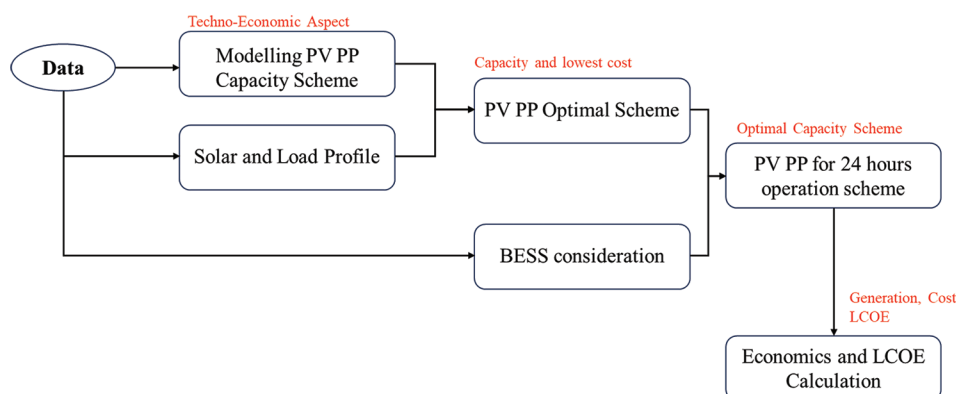 Techno-Economic Aspect
Data
Modelling PV PP
Capacity Scheme
Solar and Load Profile
Capacity and lowest cost
PV PP Optimal Scheme
BESS consideration
Optimal Capacity Scheme
PV PP for 24 hours
operation scheme
Generation, Cost
LCOE
Economics and LCOE
Calculation